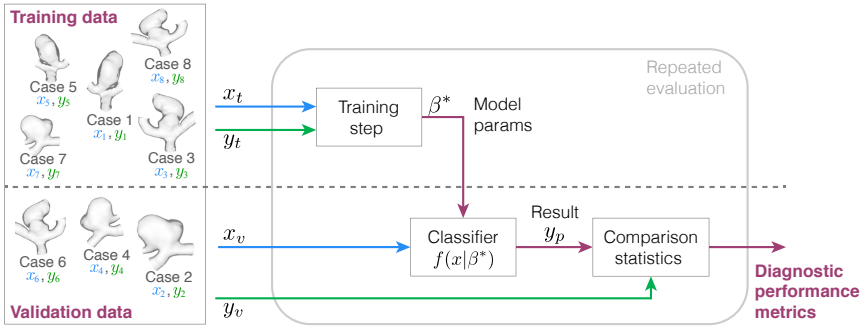 Training data
Case 8
x₈, y₈
Case 5
x₅, y₅
Case 1
x₁, y₁
Case 7
x₇, y₇
Case 3
x₃, y₃
Case 6
x₆, y₆
Case 4
x₄, y₄
Case 2
x₂, y₂
Validation data
Repeated
evaluation
xₜ
yₜ
Training
step
β*
Model
params
xᵥ
yᵥ
Classifier
f(x|β*)
Result
yₚ
Comparison
statistics
Diagnostic
performance
metrics